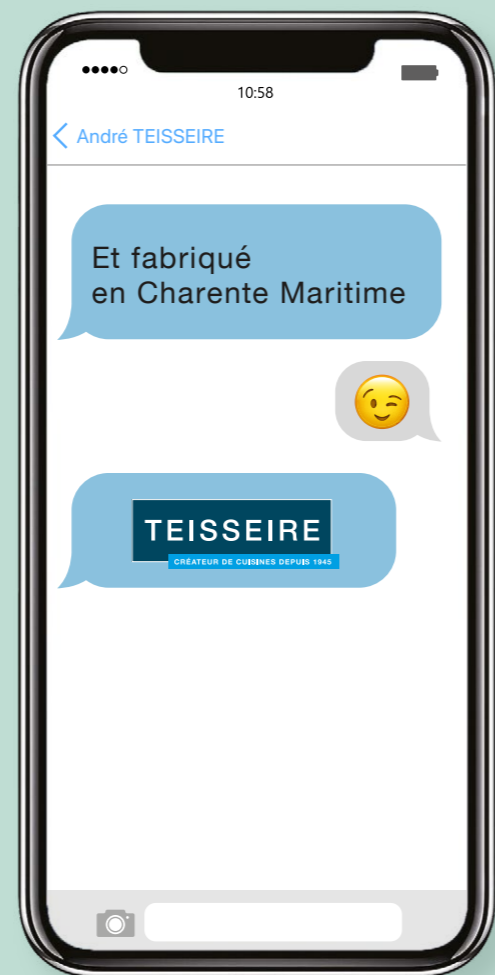 10:58
André TEISSEIRE
Et fabriqué
en Charente Maritime
TEISSEIRE
CRÉATEUR DE CUISINES DEPUIS 1945